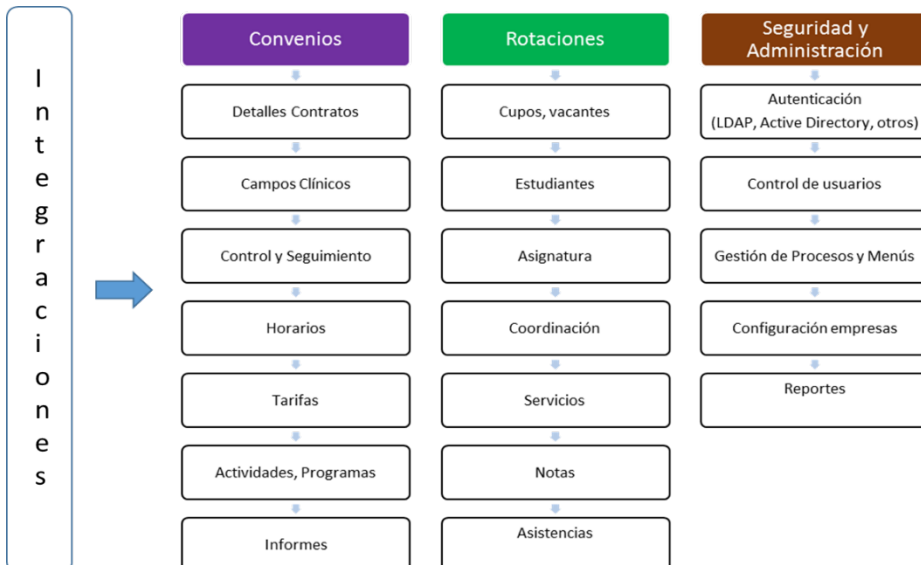 Integraciones
Convenios
Detalles Contratos
Campos Clínicos
Control y Seguimiento
Horarios
Tarifas
Actividades, Programas
Informes
Rotaciones
Cupos, vacantes
Estudiantes
Asignatura
Coordinación
Servicios
Notas
Asistencias
Seguridad y
Administración
Autenticación
(LDAP, Active Directory, otros)
Control de usuarios
Gestión de Procesos y Menús
Configuración empresas
Reportes